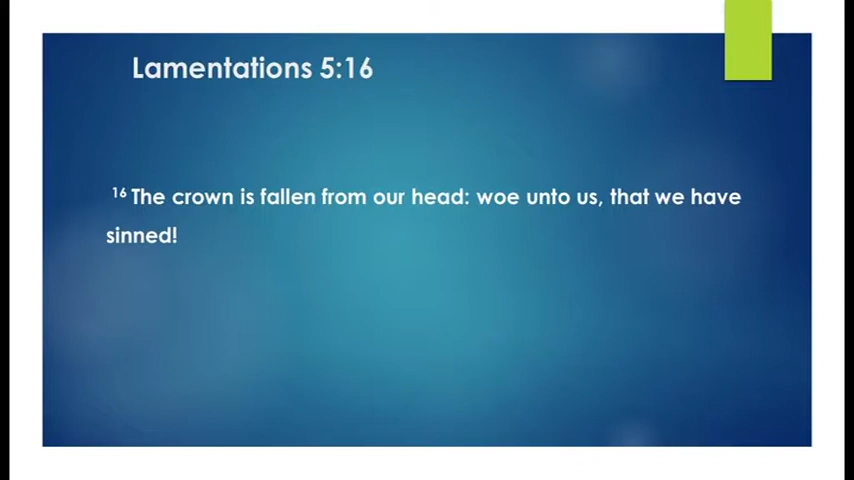 Lamentations 5:16
16 The crown is fallen from our head: woe unto us, that we have
sinned!